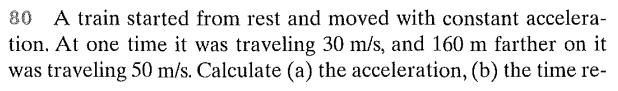 80 A train started from rest and moved with constant accelera-
tion. At one time it was traveling 30 m/s, and 160 m farther on it
was traveling 50 m/s. Calculate (a) the acceleration, (b) the time re-